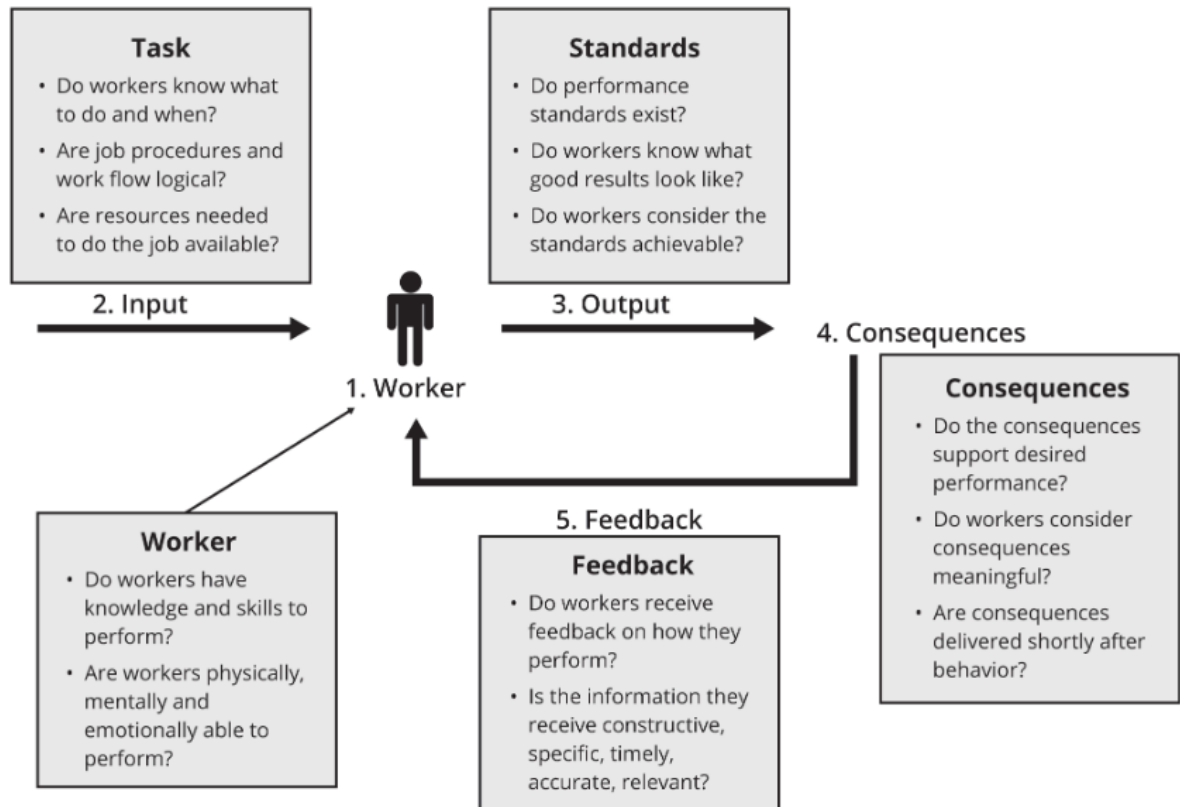 Task
• Do workers know what
to do and when?
• Are job procedures and
work flow logical?
• Are resources needed
to do the job available?
Standards
• Do performance
standards exist?
• Do workers know what
good results look like?
• Do workers consider the
standards achievable?
2. Input
3. Output
4. Consequences
1. Worker
Consequences
• Do the consequences
support desired
performance?
• Do workers consider
consequences
meaningful?
• Are consequences
delivered shortly after
behavior?
5. Feedback
Worker
• Do workers have
knowledge and skills to
perform?
• Are workers physically,
mentally and
emotionally able to
perform?
Feedback
• Do workers receive
feedback on how they
perform?
• Is the information they
receive constructive,
specific, timely,
accurate, relevant?